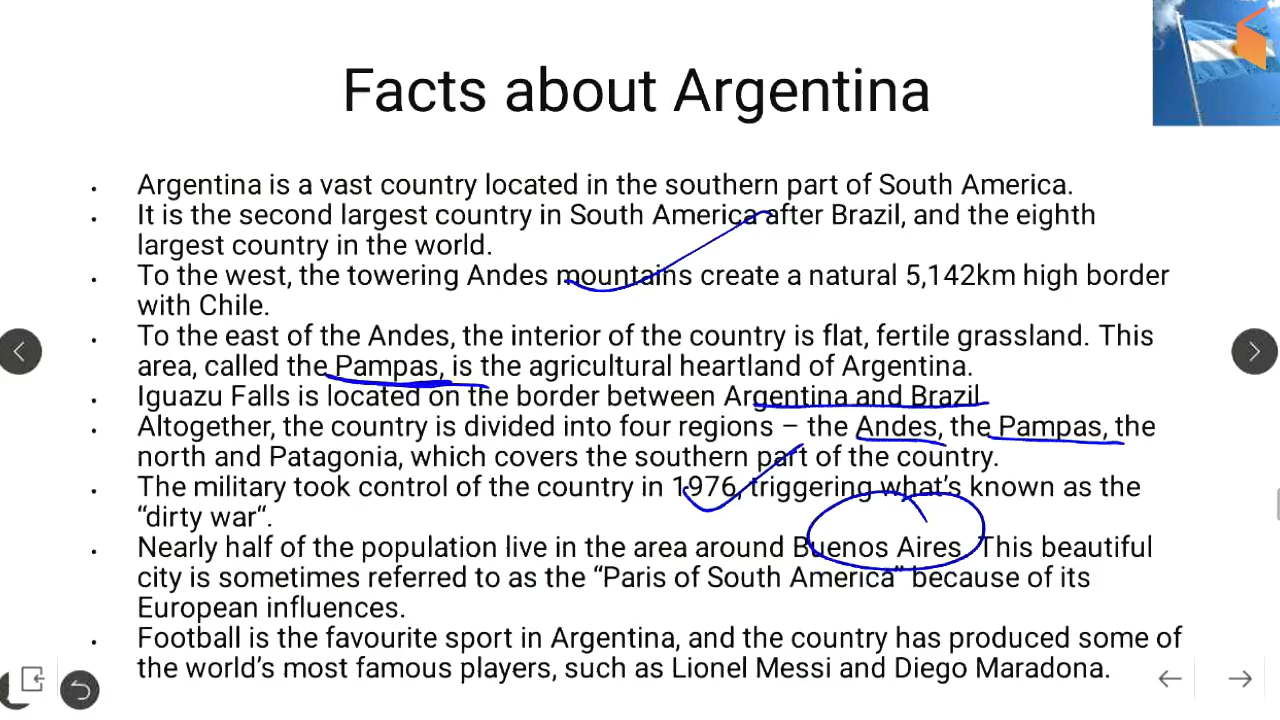 Facts about Argentina
• Argentina is a vast country located in the southern part of South America.
• It is the second largest country in South America after Brazil, and the eighth
largest country in the world.
• To the west, the towering Andes mountains create a natural 5,142km high border
with Chile.
• To the east of the Andes, the interior of the country is flat, fertile grassland. This
area, called the Pampas, is the agricultural heartland of Argentina.
• Iguazu Falls is located on the border between Argentina and Brazil
• Altogether, the country is divided into four regions – the Andes, the Pampas, the
north and Patagonia, which covers the southern part of the country.
• The military took control of the country in 1976, triggering what’s known as the
“dirty war“.
• Nearly half of the population live in the area around Buenos Aires. This beautiful
city is sometimes referred to as the “Paris of South America” because of its
European influences.
• Football is the favourite sport in Argentina, and the country has produced some of
the world’s most famous players, such as Lionel Messi and Diego Maradona.